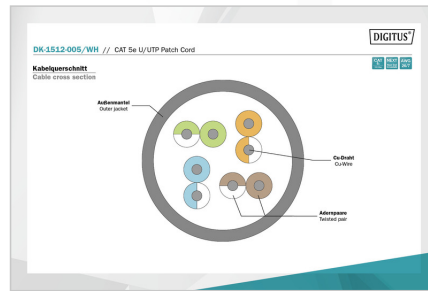 DIGITUS®
DK-1512-005/WH // CAT 5e U/UTP Patch Cord
Kabelquerschnitt
Cable cross section
Außenmantel
Outer jacket
Cu-Draht
Cu-Wire
Adernpaare
Twisted pair